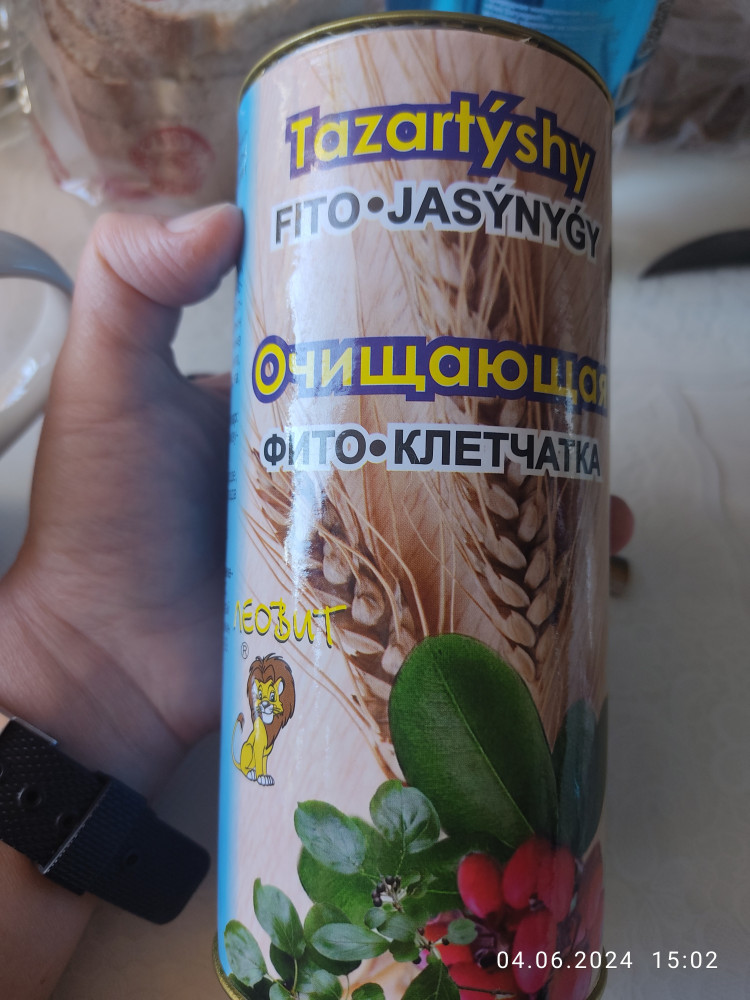 Tazartýshy
FITO•JASÝNYǴY
Очищающая
ФИТО•КЛЕТЧАТКА
ЛЕОВИТ
®
04.06.2024 15:02